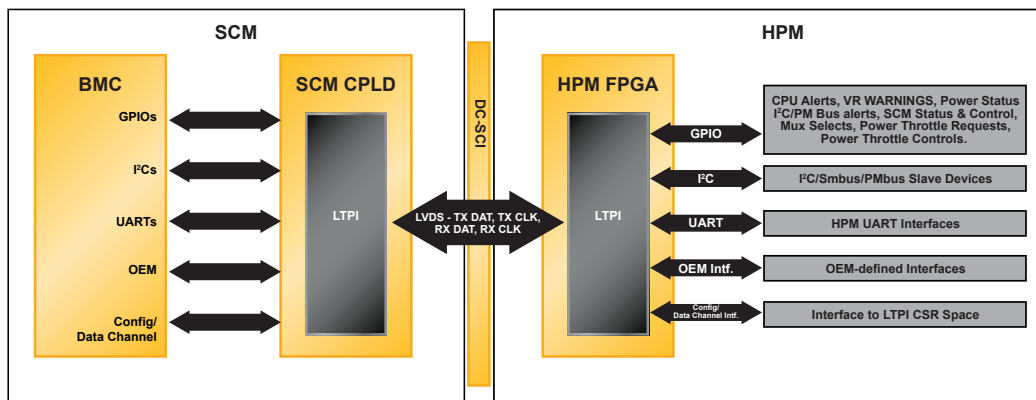 SCM
HPM
BMC
SCM CPLD
DC-SCI
HPM FPGA
GPIOs
I²Cs
UARTs
OEM
Config/
Data Channel
LTPI
LVDS - TX DAT, TX CLK,
RX DAT, RX CLK
LTPI
GPIO
CPU Alerts, VR WARNINGS, Power Status
I²C/PM Bus alerts, SCM Status & Control,
Mux Selects, Power Throttle Requests,
Power Throttle Controls.
I²C
I²C/Smbus/PMbus Slave Devices
UART
HPM UART Interfaces
OEM Intf.
OEM-defined Interfaces
Config/
Data Channel Intf.
Interface to LTPI CSR Space